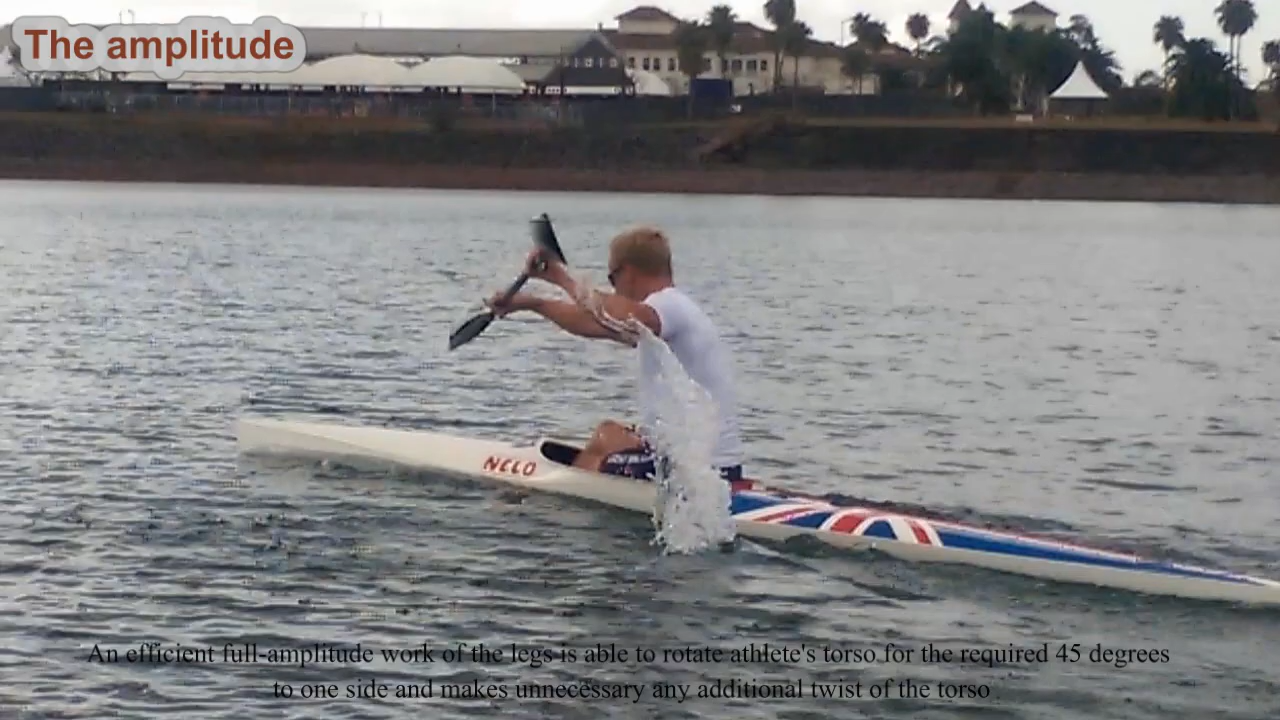 The amplitude
NELO
An efficient full-amplitude work of the legs is able to rotate athlete's torso for the required 45 degrees
to one side and makes unnecessary any additional twist of the torso